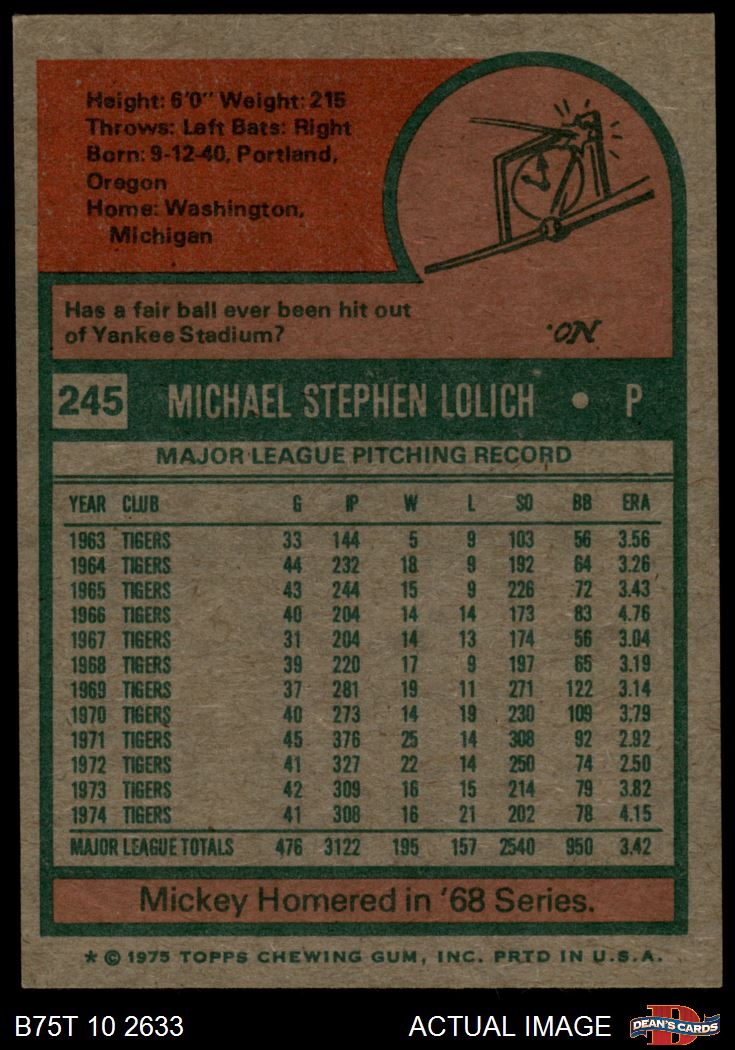 Height: 6'0" Weight: 215
Throws: Left Bats: Right
Born: 9-12-40, Portland,
Oregon
Home: Washington,
Michigan
Has a fair ball ever been hit out
of Yankee Stadium?
No.
245 MICHAEL STEPHEN LOLICH • P
MAJOR LEAGUE PITCHING RECORD
YEAR CLUB G IP W L SO BB ERA
1963 TIGERS 33 144 5 9 103 56 3.56
1964 TIGERS 44 232 18 9 192 64 3.26
1965 TIGERS 43 244 15 9 226 72 3.43
1966 TIGERS 40 204 14 14 173 83 4.76
1967 TIGERS 31 204 14 13 174 56 3.04
1968 TIGERS 39 220 17 9 197 65 3.19
1969 TIGERS 37 281 19 11 271 122 3.14
1970 TIGERS 40 273 14 19 230 109 3.79
1971 TIGERS 45 376 25 14 308 92 2.92
1972 TIGERS 41 327 22 14 250 74 2.50
1973 TIGERS 42 309 16 15 214 79 3.82
1974 TIGERS 41 308 16 21 202 78 4.15
MAJOR LEAGUE TOTALS 476 3122 195 157 2540 950 3.42
Mickey Homered in '68 Series.
* © 1975 TOPPS CHEWING GUM, INC. PRTD IN U.S.A.
B75T 10 2633 ACTUAL IMAGE D DEAN'S CARDS